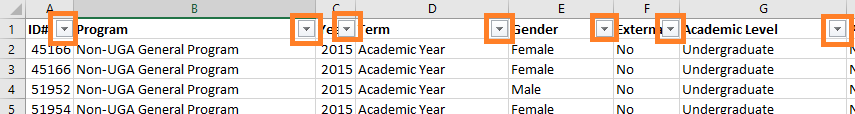 A B C D E F G
1 ID# Program Ye Term Gender Externa Academic Level
2 45166 Non-UGA General Program 2015 Academic Year Female No Undergraduate N
3 45166 Non-UGA General Program 2015 Academic Year Female No Undergraduate N
4 51952 Non-UGA General Program 2015 Academic Year Male No Undergraduate N
5 51954 Non-UGA General Program 2015 Academic Year Female No Undergraduate N